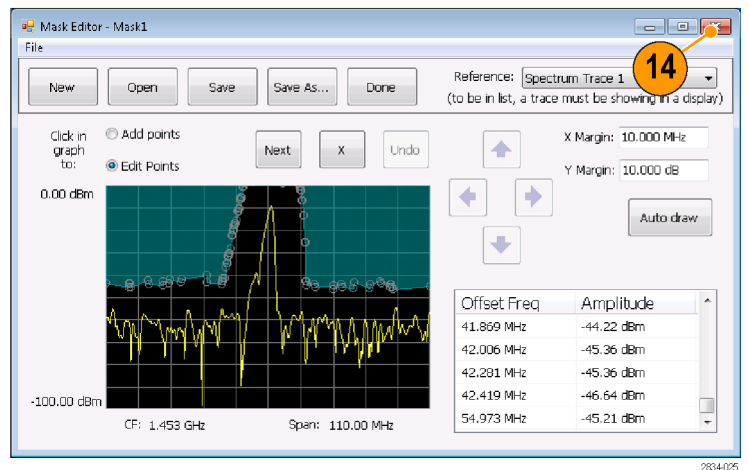 Mask Editor - Mask1
File
New Open Save Save As... Done
Reference: Spectrum Trace 1
(to be in list, a trace must be showing in a display)
14
Click in graph to:
Add points
Edit Points
Next X Undo
X Margin: 10.000 MHz
Y Margin: 10.000 dB
Auto draw
0.00 dBm
-100.00 dBm
CF: 1.453 GHz Span: 110.00 MHz
Offset Freq Amplitude
41.869 MHz -44.22 dBm
42.006 MHz -45.36 dBm
42.281 MHz -45.36 dBm
42.419 MHz -46.64 dBm
54.973 MHz -45.21 dBm
2834-025